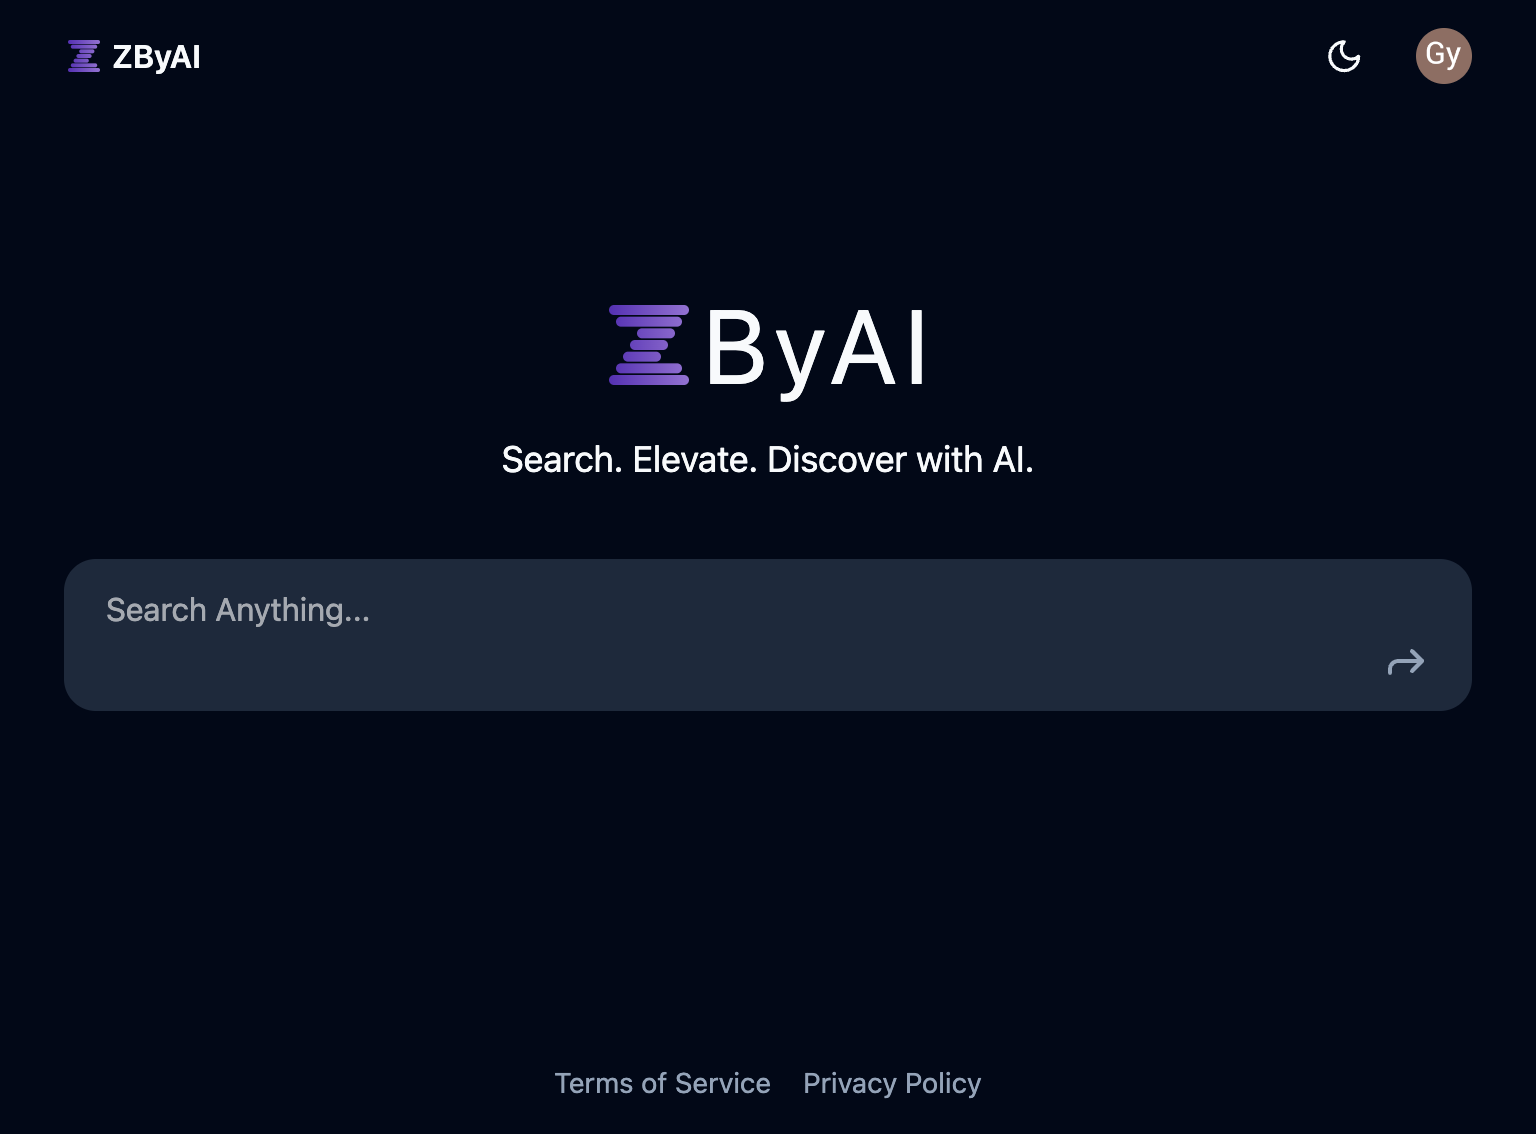 ZByAI
Gy
ByAI
Search. Elevate. Discover with AI.
Search Anything...
Terms of Service Privacy Policy